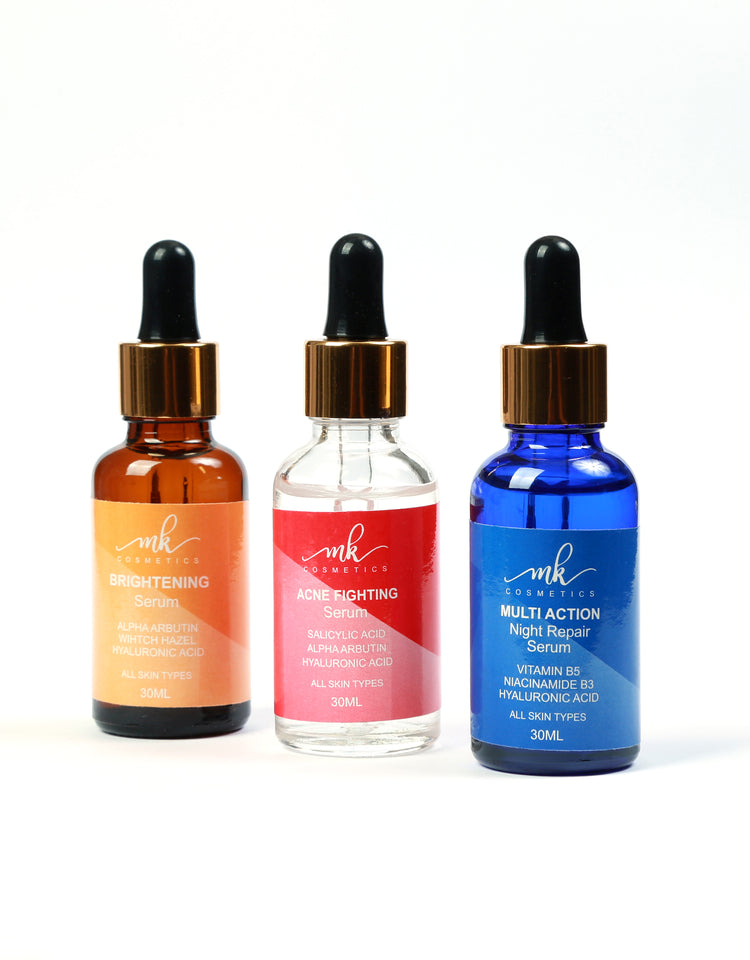 mk
COSMETICS
BRIGHTENING
Serum
ALPHA ARBUTIN
WIHTCH HAZEL
HYALURONIC ACID
ALL SKIN TYPES
30ML
mk
COSMETICS
ACNE FIGHTING
Serum
SALICYLIC ACID
ALPHA ARBUTIN
HYALURONIC ACID
ALL SKIN TYPES
30ML
mk
COSMETICS
MULTI ACTION
Night Repair
Serum
VITAMIN B5
NIACINAMIDE B3
HYALURONIC ACID
ALL SKIN TYPES
30ML